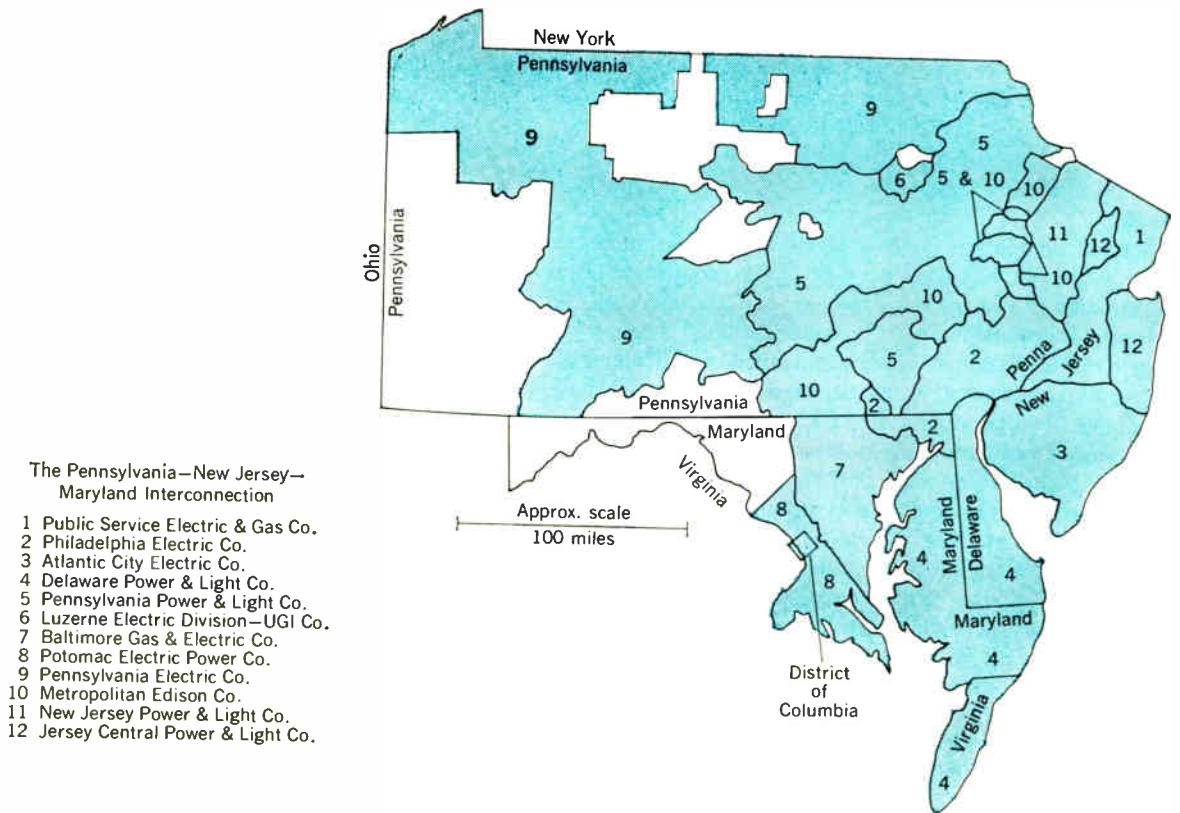 New York
Pennsylvania
9
9
5
6
5 & 10
10
Ohio
Pennsylvania
11
12
1
10
5
10
9
5
2
Penna
Jersey
12
10
2
New
Pennsylvania
Maryland
2
3
7
Virginia
8
Approx. scale
100 miles
4
Maryland
Delaware
8
4
Maryland
4
District
of
Columbia
Virginia
4
The Pennsylvania—New Jersey—
Maryland Interconnection
1 Public Service Electric & Gas Co.
2 Philadelphia Electric Co.
3 Atlantic City Electric Co.
4 Delaware Power & Light Co.
5 Pennsylvania Power & Light Co.
6 Luzerne Electric Division—UGI Co.
7 Baltimore Gas & Electric Co.
8 Potomac Electric Power Co.
9 Pennsylvania Electric Co.
10 Metropolitan Edison Co.
11 New Jersey Power & Light Co.
12 Jersey Central Power & Light Co.